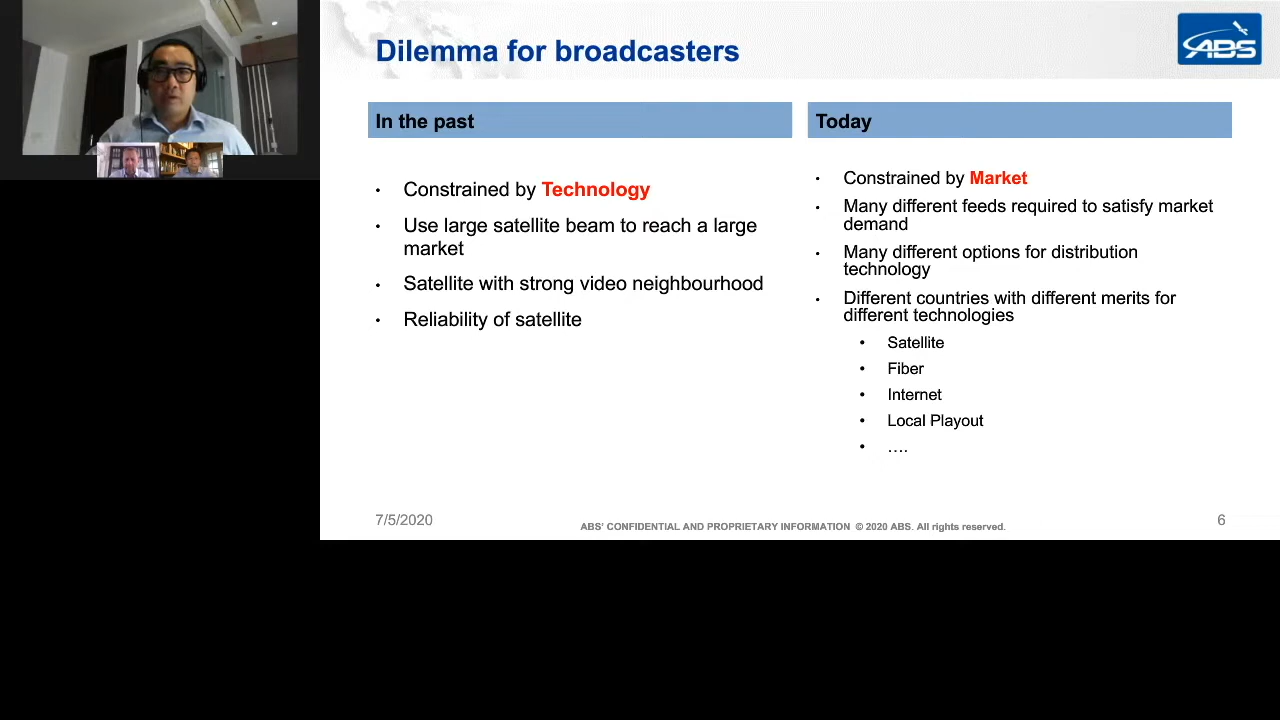 Dilemma for broadcasters
ABS
In the past
• Constrained by Technology
• Use large satellite beam to reach a large
market
• Satellite with strong video neighbourhood
• Reliability of satellite
Today
• Constrained by Market
• Many different feeds required to satisfy market
demand
• Many different options for distribution
technology
• Different countries with different merits for
different technologies
• Satellite
• Fiber
• Internet
• Local Playout
• ....
7/5/2020
ABS' CONFIDENTIAL AND PROPRIETARY INFORMATION © 2020 ABS. All rights reserved.
6